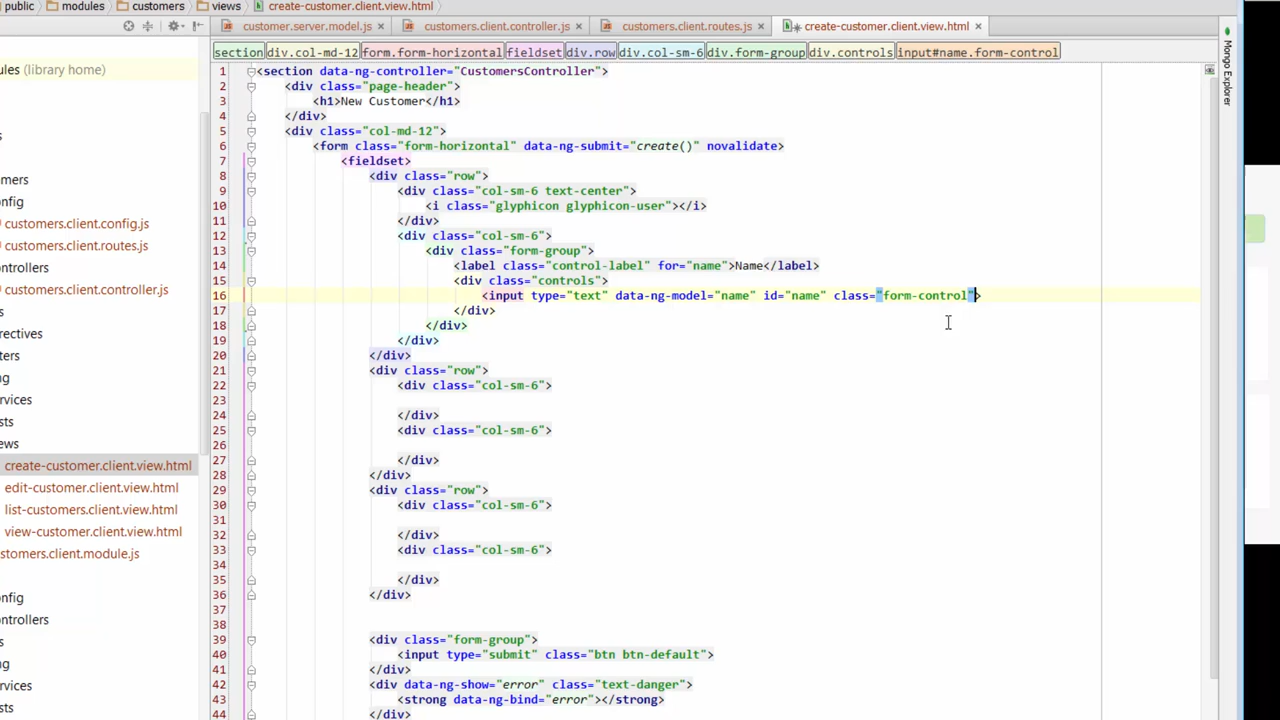 public modules customers views create-customer.client.view.html
customer.server.model.js customers.client.controller.js customers.client.routes.js create-customer.client.view.html
section div.col-md-12 form.form-horizontal fieldset div.row div.col-sm-6 div.form-group div.controls input#name.form-control
ules (library home)
s
mers
nfig
customers.client.config.js
customers.client.routes.js
ntrollers
customers.client.controller.js
s
rectives
ters
ng
rvices
sts
ews
create-customer.client.view.html
edit-customer.client.view.html
list-customers.client.view.html
view-customer.client.view.html
stomers.client.module.js
nfig
ntrollers
s
ng
rvices
sts
1 <section data-ng-controller="CustomersController">
2 <div class="page-header">
3 <h1>New Customer</h1>
4 </div>
5 <div class="col-md-12">
6 <form class="form-horizontal" data-ng-submit="create()" novalidate>
7 <fieldset>
8 <div class="row">
9 <div class="col-sm-6 text-center">
10 <i class="glyphicon glyphicon-user"></i>
11 </div>
12 <div class="col-sm-6">
13 <div class="form-group">
14 <label class="control-label" for="name">Name</label>
15 <div class="controls">
16 <input type="text" data-ng-model="name" id="name" class="form-control">
17 </div>
18 </div>
19 </div>
20 </div>
21 <div class="row">
22 <div class="col-sm-6">
23
24 </div>
25 <div class="col-sm-6">
26
27 </div>
28 </div>
29 <div class="row">
30 <div class="col-sm-6">
31
32 </div>
33 <div class="col-sm-6">
34
35 </div>
36 </div>
37
38
39 <div class="form-group">
40 <input type="submit" class="btn btn-default">
41 </div>
42 <div data-ng-show="error" class="text-danger">
43 <strong data-ng-bind="error"></strong>
44 </div>
Mongo Explorer